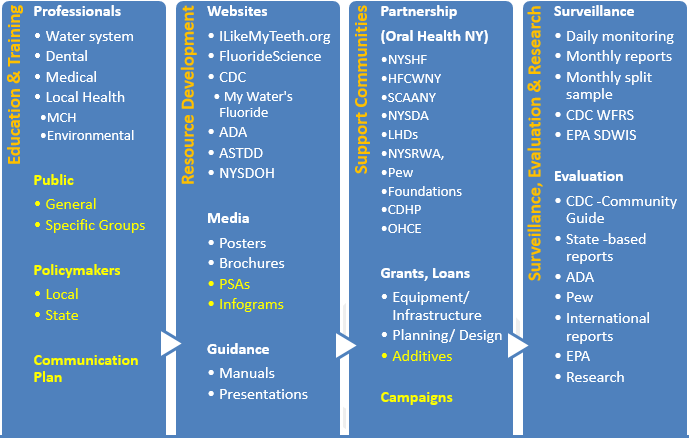 Education & Training
Professionals
• Water system
• Dental
• Medical
• Local Health
•MCH
•Environmental
Public
• General
• Specific Groups
Policymakers
• Local
• State
Communication
Plan
Resource Development
Websites
• ILikeMyTeeth.org
• FluorideScience
• CDC
• My Water's
Fluoride
• ADA
• ASTDD
• NYSDOH
Media
• Posters
• Brochures
• PSAs
• Infograms
Guidance
• Manuals
• Presentations
Support Communities
Partnership
(Oral Health NY)
•NYSHF
•HFCWNY
•SCAANY
•NYSDA
•LHDs
•NYSRWA,
•Pew
•Foundations
•CDHP
•OHCE
Grants, Loans
• Equipment/
Infrastructure
• Planning/ Design
• Additives
Campaigns
Surveillance, Evaluation & Research
Surveillance
• Daily monitoring
• Monthly reports
• Monthly split
sample
• CDC WFRS
• EPA SDWIS
Evaluation
• CDC -Community
Guide
• State -based
reports
• ADA
• Pew
• International
reports
• EPA
• Research